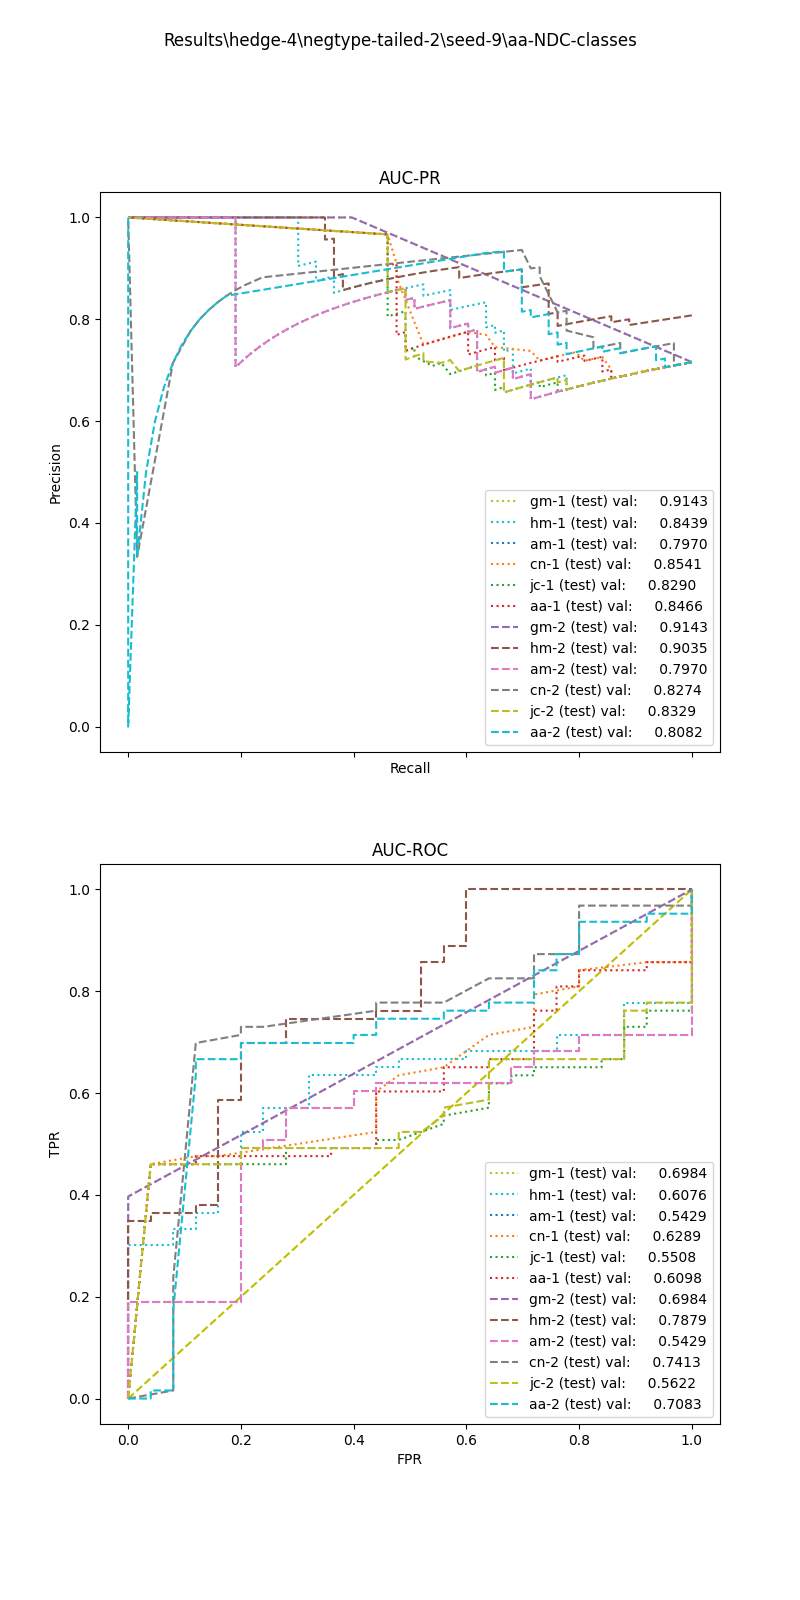 Results\hedge-4\negtype-tailed-2\seed-9\aa-NDC-classes
AUC-PR
1.0
0.8
0.6
0.4
0.2
0.0
Precision
gm-1 (test) val: 0.9143
hm-1 (test) val: 0.8439
am-1 (test) val: 0.7970
cn-1 (test) val: 0.8541
jc-1 (test) val: 0.8290
aa-1 (test) val: 0.8466
gm-2 (test) val: 0.9143
hm-2 (test) val: 0.9035
am-2 (test) val: 0.7970
cn-2 (test) val: 0.8274
jc-2 (test) val: 0.8329
aa-2 (test) val: 0.8082
Recall
AUC-ROC
1.0
0.8
0.6
0.4
0.2
0.0
TPR
gm-1 (test) val: 0.6984
hm-1 (test) val: 0.6076
am-1 (test) val: 0.5429
cn-1 (test) val: 0.6289
jc-1 (test) val: 0.5508
aa-1 (test) val: 0.6098
gm-2 (test) val: 0.6984
hm-2 (test) val: 0.7879
am-2 (test) val: 0.5429
cn-2 (test) val: 0.7413
jc-2 (test) val: 0.5622
aa-2 (test) val: 0.7083
0.0 0.2 0.4 0.6 0.8 1.0
FPR